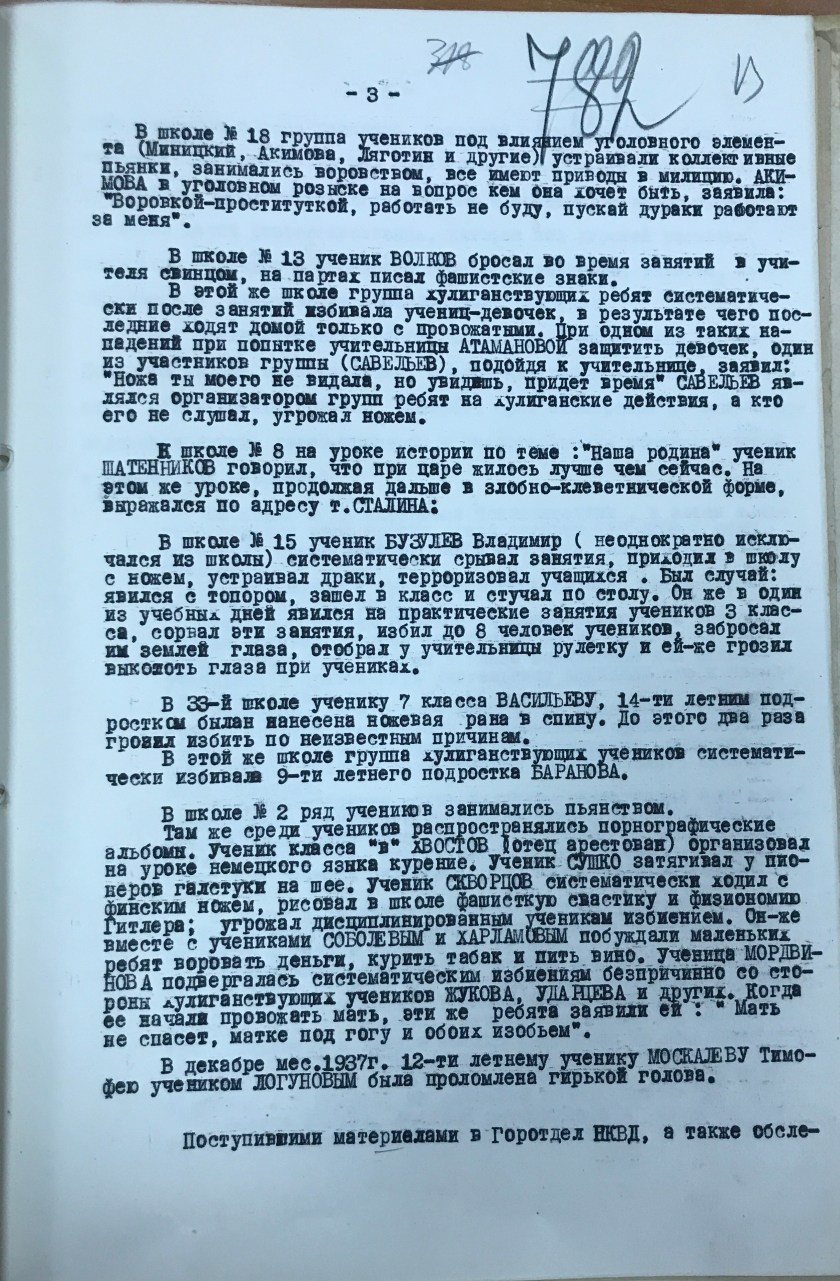 318
782
13
- 3 -
В школе № 18 группа учеников под влиянием уголовного элемен-
та (Миницкий, Акимова, Ляготин и другие) устраивали коллективные
пьянки, занимались воровством, все имеют приводы в милицию. АКИ-
МОВА в уголовном розыске на вопрос кем она хочет быть, заявила:
"Воровкой-проституткой, работать не буду, пускай дураки работают
за меня".
В школе № 13 ученик ВОЛКОВ бросал во время занятий в учи-
теля свинцом, на партах писал фашистские знаки.
В этой же школе группа хулиганствующих ребят систематиче-
ски после занятий избивала учениц-девочек, в результате чего пос-
ледние ходят домой только с провожатыми. При одном из таких на-
падений при попытке учительницы АТАМАНОВОЙ защитить девочек, один
из участников группы (САВЕЛЬЕВ), подойдя к учительнице, заявил:
"Ножа ты моего не видала, но увидишь, придет время" САВЕЛЬЕВ яв-
лялся организатором групп ребят на хулиганские действия, а кто
его не слушал, угрожал ножем.
К школе № 8 на уроке истории по теме :"Наша родина" ученик
ШАТЕННИКОВ говорил, что при царе жилось лучше чем сейчас. На
этом же уроке, продолжая дальше в злобно-клеветнической форме,
выражался по адресу т.СТАЛИНА:
В школе № 15 ученик БУЗУЛЕВ Владимир ( неоднократно исклю-
чался из школы) систематически срывал занятия, приходил в школу
с ножем, устраивал драки, терроризовал учащихся . Был случай:
явился с топором, зашел в класс и стучал по столу. Он же в один
из учебных дней явился на практические занятия учеников 3 клас-
са, сорвал эти занятия, избил до 8 человек учеников, забросал
им землей глаза, отобрал у учительницы рулетку и ей-же грозил
выколоть глаза при учениках.
В 33-й школе ученику 7 класса ВАСИЛЬЕВУ, 14-ти летним под-
ростком былан нанесена ножевая рана в спину. До этого два раза
грозил избить по неизвестным причинам.
В этой же школе группа хулиганствующих учеников системати-
чески избивала 9-ти летнего подростка БАРАНОВА.
В школе № 2 ряд учеников занимались пьянством.
Там же среди учеников распространялись порнографические
альбомы. Ученик класса "в" ХВОСТОВ (отец арестован) организовал
на уроке немецкого языка курение. Ученик СУШКО затягивал у пио-
неров галстуки на шее. Ученик СКВОРЦОВ систематически ходил с
финским ножем, рисовал в школе фашисткую свастику и физиономию
Гитлера; угрожал дисциплинированным ученикам избиением. Он-же
вместе с учениками СОБОЛЕВЫМ и ХАРЛАМОВЫМ побуждали маленьких
ребят воровать деньги, курить табак и пить вино. Ученица МОРДВИ-
НОВА подвергалась систематическим избиениям безпричинно со сто-
роны хулиганствующих учеников ЖУКОВА, УДАРЦЕВА и других. Когда
ее начали провожать мать, эти же ребята заявили ей : " Мать
не спасет, матке под гогу и обоих изобьем".
В декабре мес.1937г. 12-ти летнему ученику МОСКАЛЕВУ Тимо-
фею учеником ЛОГУНОВЫМ была проломлена гирькой голова.
Поступившими материалами в Горотдел НКВД, а также обсле-